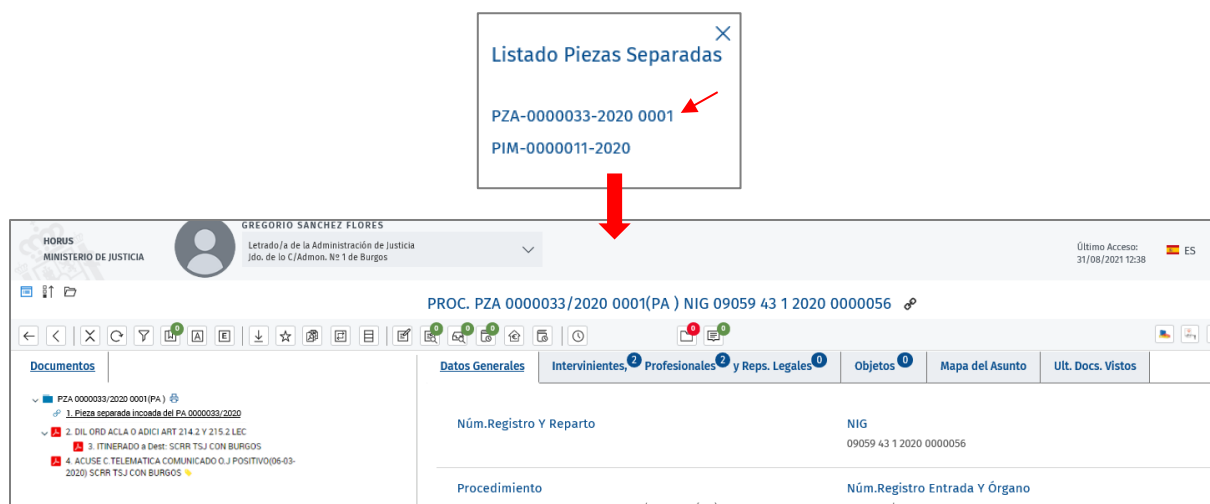 Listado Piezas Separadas
PZA-0000033-2020 0001
PIM-0000011-2020
HORUS
MINISTERIO DE JUSTICIA
GREGORIO SANCHEZ FLORES
Letrado/a de la Administración de Justicia
Jdo. de lo C/Admon. Nº 1 de Burgos
Último Acceso:
31/08/2021 12:38
ES
PROC. PZA 0000033/2020 0001(PA ) NIG 09059 43 1 2020 0000056
0 A E 0 0 0 0 0
Documentos
Datos Generales Intervinientes, 2 Profesionales 2 y Reps. Legales 0 Objetos 0 Mapa del Asunto Ult. Docs. Vistos
PZA 0000033/2020 0001(PA )
1. Pieza separada incoada del PA 0000033/2020
2. DIL ORD ACLA O ADICI ART 214.2 Y 215.2 LEC
3. ITINERADO a Dest: SCRR TSJ CON BURGOS
4. ACUSE C.TELEMATICA COMUNICADO O.J POSITIVO(06-03-
2020) SCRR TSJ CON BURGOS
Núm.Registro Y Reparto
NIG
09059 43 1 2020 0000056
Procedimiento
Núm.Registro Entrada Y Órgano